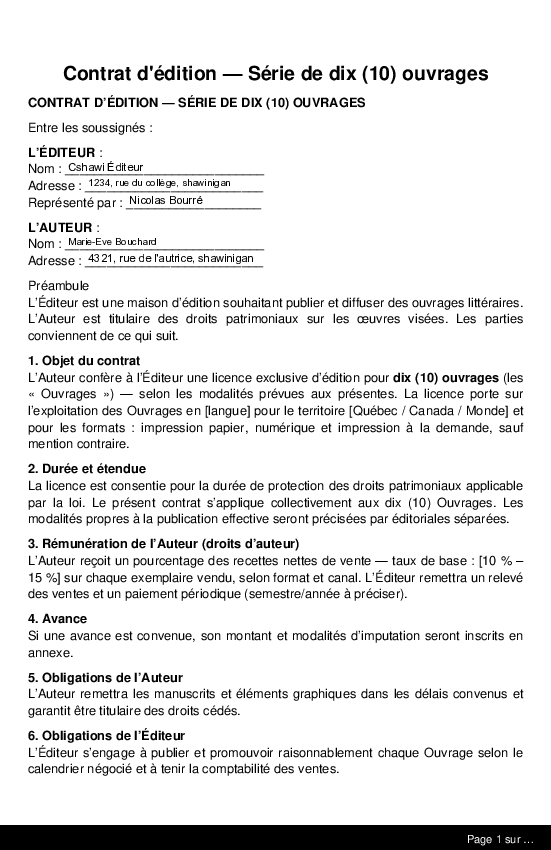 Contrat d'édition — Série de dix (10) ouvrages
CONTRAT D'ÉDITION — SÉRIE DE DIX (10) OUVRAGES
Entre les soussignés :
L'ÉDITEUR :
Nom : Cshawi Éditeur
Adresse : 1234, rue du collège, shawinigan
Représenté par : Nicolas Bourré
L'AUTEUR :
Nom : Marie-Eve Bouchard
Adresse : 4321, rue de l'autrice, shawinigan
Préambule
L'Éditeur est une maison d'édition souhaitant publier et diffuser des ouvrages littéraires.
L'Auteur est titulaire des droits patrimoniaux sur les œuvres visées. Les parties
conviennent de ce qui suit.
1. Objet du contrat
L'Auteur confère à l'Éditeur une licence exclusive d'édition pour dix (10) ouvrages (les
« Ouvrages ») — selon les modalités prévues aux présentes. La licence porte sur
l'exploitation des Ouvrages en [langue] pour le territoire [Québec / Canada / Monde] et
pour les formats : impression papier, numérique et impression à la demande, sauf
mention contraire.
2. Durée et étendue
La licence est consentie pour la durée de protection des droits patrimoniaux applicable
par la loi. Le présent contrat s'applique collectivement aux dix (10) Ouvrages. Les
modalités propres à la publication effective seront précisées par éditoriales séparées.
3. Rémunération de l'Auteur (droits d'auteur)
L'Auteur reçoit un pourcentage des recettes nettes de vente — taux de base : [10 % –
15 %] sur chaque exemplaire vendu, selon format et canal. L'Éditeur remettra un relevé
des ventes et un paiement périodique (semestre/année à préciser).
4. Avance
Si une avance est convenue, son montant et modalités d'imputation seront inscrits en
annexe.
5. Obligations de l'Auteur
L'Auteur remettra les manuscrits et éléments graphiques dans les délais convenus et
garantit être titulaire des droits cédés.
6. Obligations de l'Éditeur
L'Éditeur s'engage à publier et promouvoir raisonnablement chaque Ouvrage selon le
calendrier négocié et à tenir la comptabilité des ventes.
Page 1 sur ...